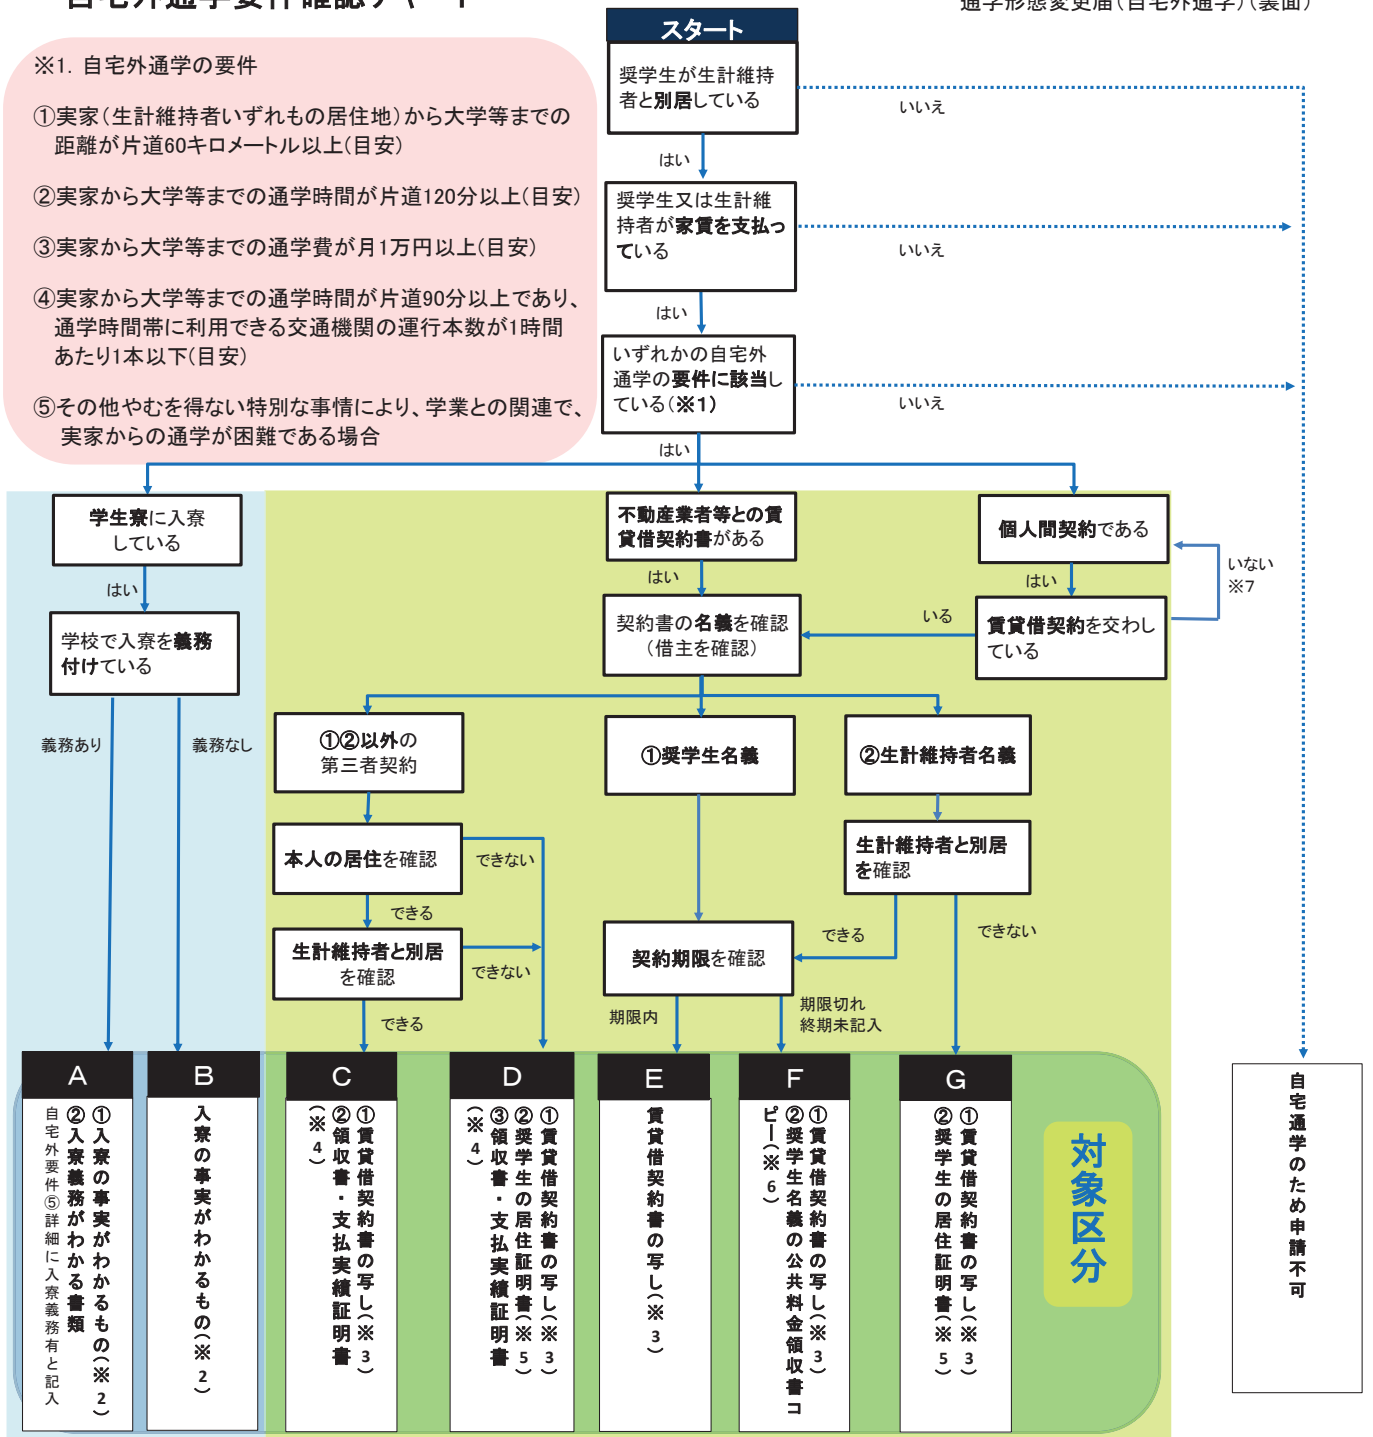 自宅外通学要件確認チャート
通学形態変更届(自宅外通学)(裏面)
※1. 自宅外通学の要件
①実家(生計維持者いずれもの居住地)から大学等までの
距離が片道60キロメートル以上(目安)
②実家から大学等までの通学時間が片道120分以上(目安)
③実家から大学等までの通学費が月1万円以上(目安)
④実家から大学等までの通学時間が片道90分以上であり、
通学時間帯に利用できる交通機関の運行本数が1時間
あたり1本以下(目安)
⑤その他やむを得ない特別な事情により、学業との関連で、
実家からの通学が困難である場合
スタート
奨学生が生計維持
者と別居している
いいえ
はい
奨学生又は生計維
持者が家賃を支払っ
ている
いいえ
はい
いずれかの自宅外
通学の要件に該当し
ている(※1)
いいえ
はい
学生寮に入寮
している
はい
学校で入寮を義務
付けている
義務あり
義務なし
不動産業者等との賃
貸借契約書がある
はい
契約書の名義を確認
(借主を確認)
個人間契約である
はい
いない
※7
賃貸借契約を交わし
ている
いる
①②以外の
第三者契約
①奨学生名義
②生計維持者名義
本人の居住を確認
できない
できる
生計維持者と別居
を確認
できない
できる
生計維持者と別居
を確認
できる
できない
契約期限を確認
期限内
期限切れ
終期未記入
A
①入寮の事実がわかるもの(※2)
②入寮義務がわかる書類
自宅外要件⑤詳細に入寮義務有と記入
B
入寮の事実がわかるもの(※2)
C
①賃貸借契約書の写し(※3)
②領収書・支払実績証明書
(※4)
D
①賃貸借契約書の写し(※3)
②奨学生の居住証明書(※5)
③領収書・支払実績証明書
(※4)
E
賃貸借契約書の写し(※3)
F
①賃貸借契約書の写し(※3)
②奨学生名義の公共料金領収書コ
ピー(※6)
G
①賃貸借契約書の写し(※3)
②奨学生の居住証明書(※5)
対象区分
自宅通学のため申請不可